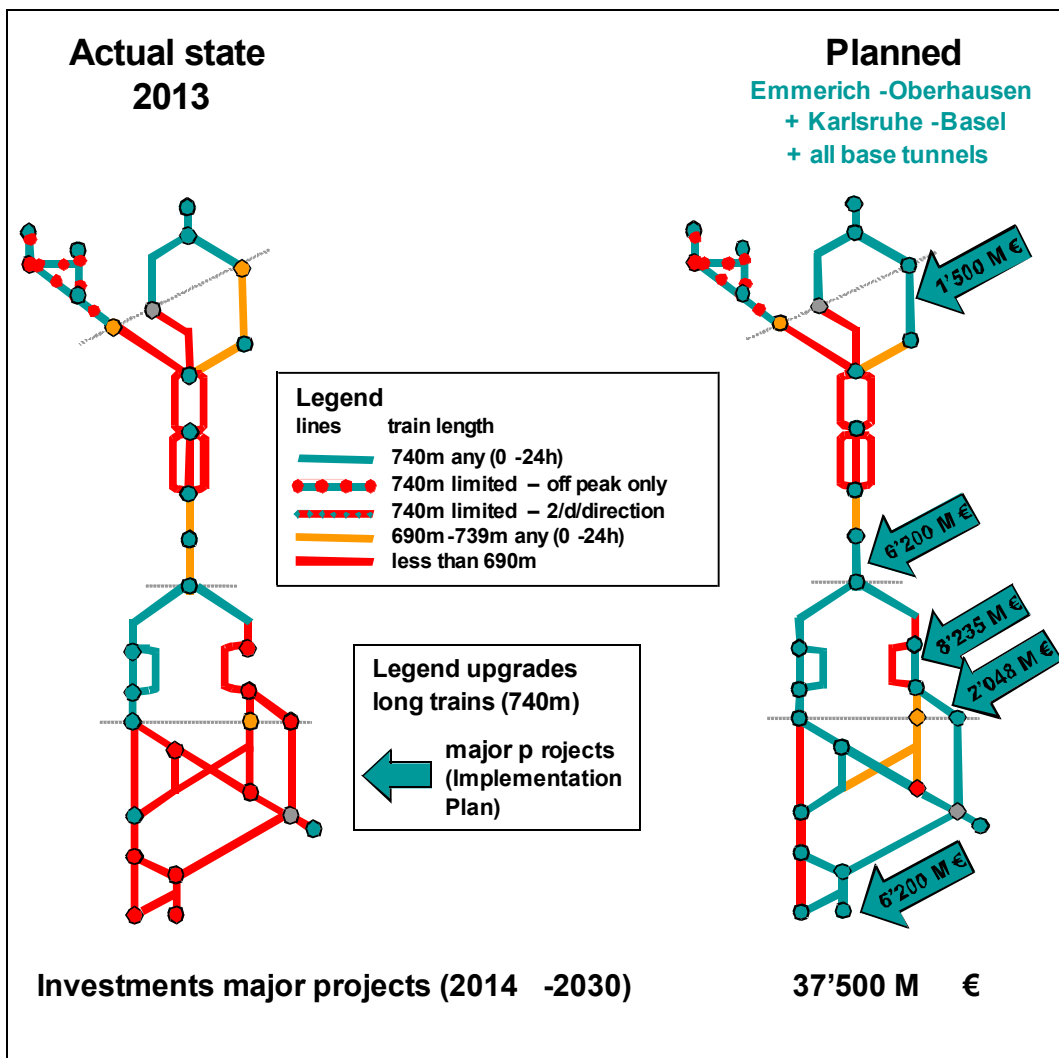 Actual state
2013
Planned
Emmerich -Oberhausen
+ Karlsruhe -Basel
+ all base tunnels
1'500 M €
Legend
lines train length
740m any (0 -24h)
740m limited – off peak only
740m limited – 2/d/direction
690m -739m any (0 -24h)
less than 690m
6'200 M €
8'235 M €
2'048 M €
Legend upgrades
long trains (740m)
major p rojects
(Implementation
Plan)
6'200 M €
Investments major projects (2014 -2030) 37'500 M €